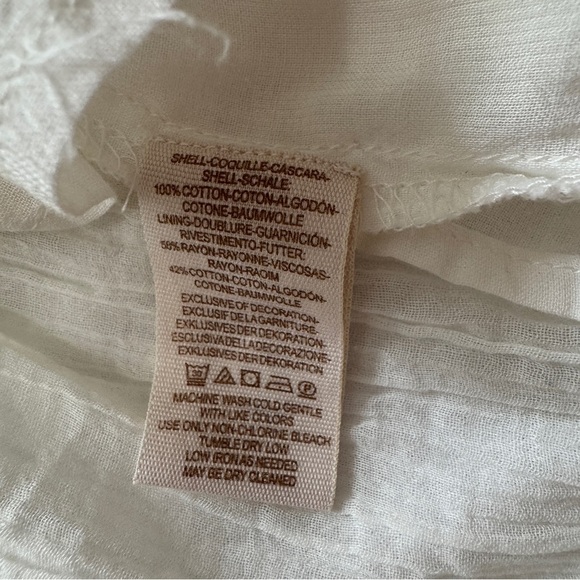 SHELL-COQUILLE-CASCARA-
SHELL-SCHALE:
100% COTTON-COTON-ALGODÓN-
COTONE-BAUMWOLLE
LINING-DOUBLURE-GUARNICIÓN-
RIVESTIMENTO-FUTTER:
58% RAYON-RAYONNE-VISCOSAS-
RAYON-RAOIM
42% COTTON-COTON-ALGODÓN-
COTONE-BAUMWOLLE
EXCLUSIVE OF DECORATION-
EXCLUSIF DE LA GARNITURE-
EXKLUSIVES DER DEKORATION-
ESCLUSIVA DELLA DECORAZIONE-
EXKLUSIVES DER DEKORATION
MACHINE WASH COLD GENTLE
WITH LIKE COLORS
USE ONLY NON-CHLORINE BLEACH
TUMBLE DRY LOW
LOW IRON AS NEEDED
MAY BE DRY CLEANED